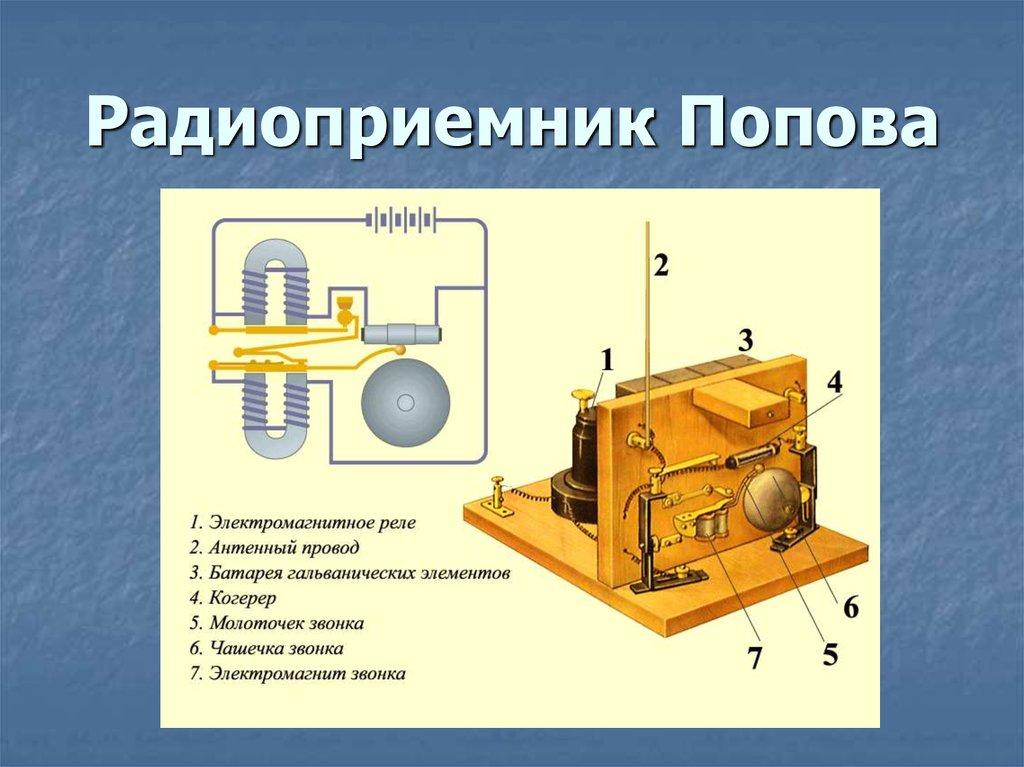 Радиоприемник Попова
2
3
1
4
1. Электромагнитное реле
2. Антенный провод
3. Батарея гальванических элементов
4. Когерер
5. Молоточек звонка
6. Чашечка звонка
7. Электромагнит звонка
6
7
5